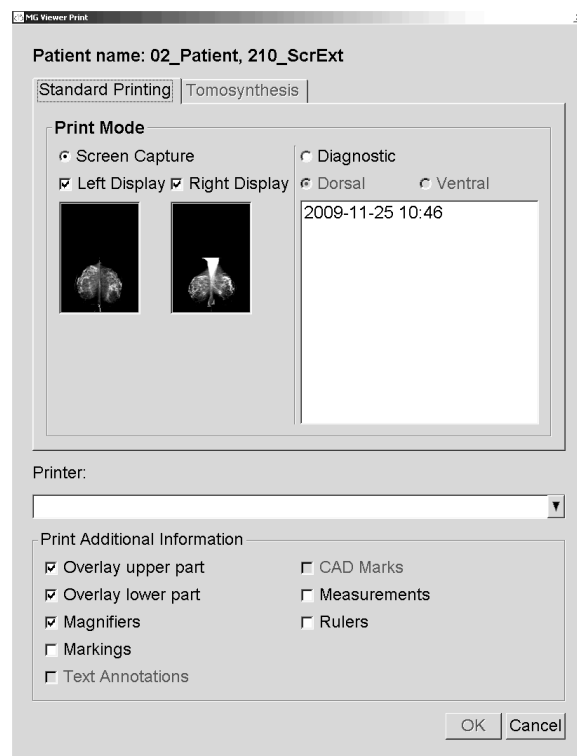 MG Viewer Print
Patient name: 02_Patient, 210_ScrExt
Standard Printing Tomosynthesis
Print Mode
Screen Capture Diagnostic
Left Display Right Display Dorsal Ventral
2009-11-25 10:46
Printer:
Print Additional Information
Overlay upper part CAD Marks
Overlay lower part Measurements
Magnifiers Rulers
Markings
Text Annotations
OK Cancel